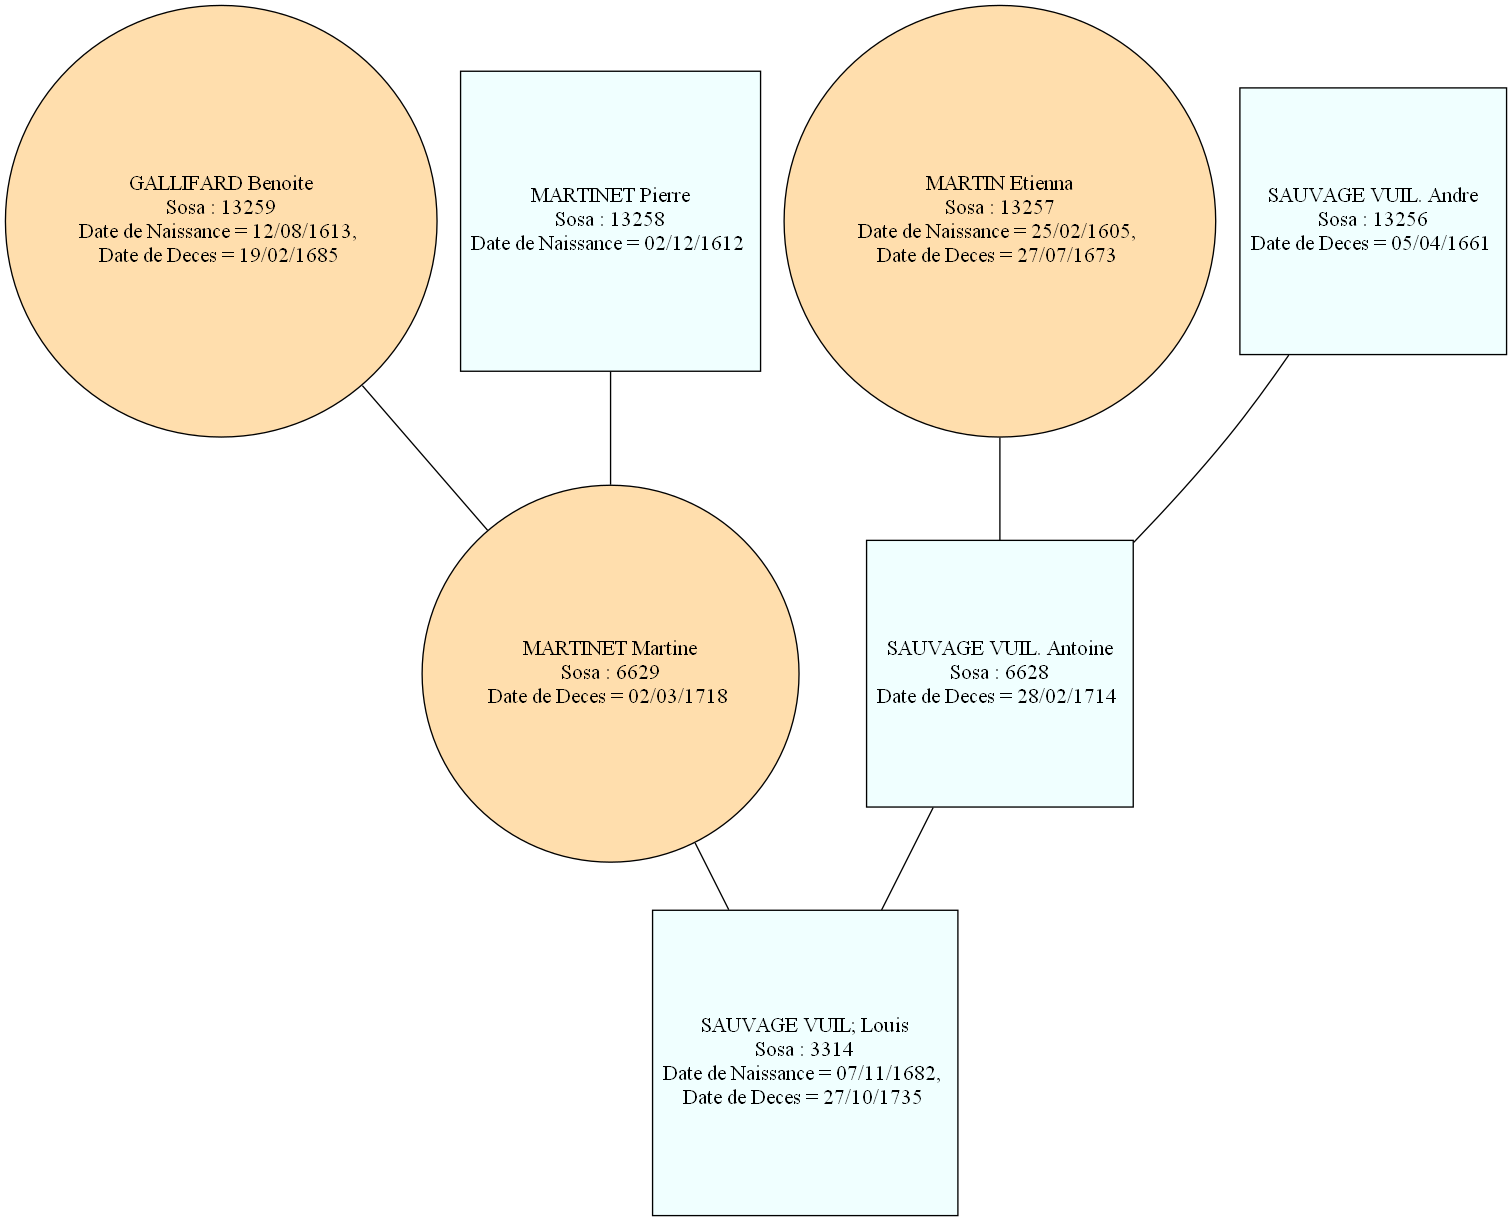 GALLIFARD Benoite
Sosa : 13259
Date de Naissance = 12/08/1613,
Date de Deces = 19/02/1685
MARTINET Pierre
Sosa : 13258
Date de Naissance = 02/12/1612
MARTIN Etienna
Sosa : 13257
Date de Naissance = 25/02/1605,
Date de Deces = 27/07/1673
SAUVAGE VUIL. Andre
Sosa : 13256
Date de Deces = 05/04/1661
MARTINET Martine
Sosa : 6629
Date de Deces = 02/03/1718
SAUVAGE VUIL. Antoine
Sosa : 6628
Date de Deces = 28/02/1714
SAUVAGE VUIL; Louis
Sosa : 3314
Date de Naissance = 07/11/1682,
Date de Deces = 27/10/1735